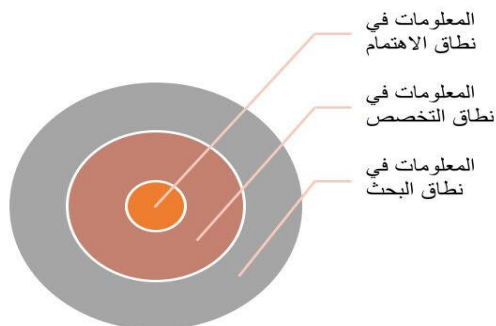 المعلومات في
نطاق الاهتمام
المعلومات في
نطاق التخصص
المعلومات في
نطاق البحث